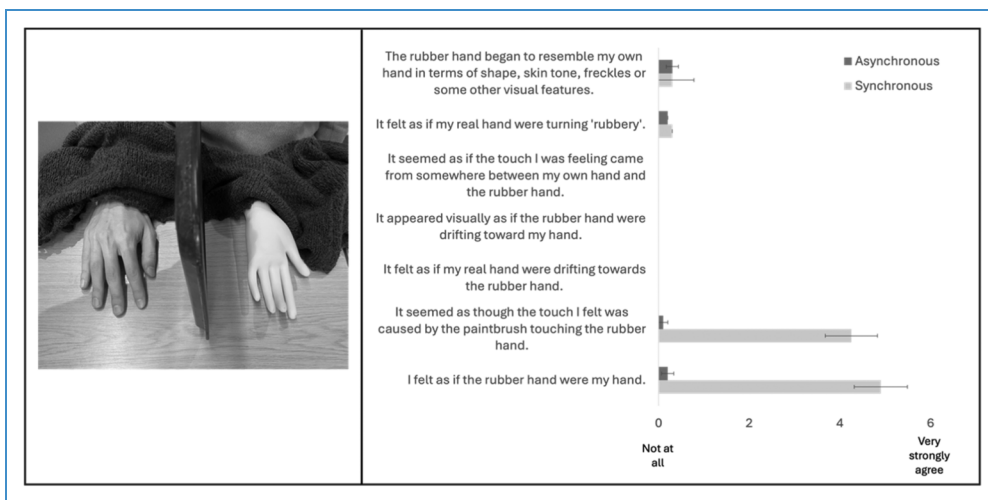 The rubber hand began to resemble my own
hand in terms of shape, skin tone, freckles or
some other visual features.
Asynchronous
Synchronous
It felt as if my real hand were turning 'rubbery'.
It seemed as if the touch I was feeling came
from somewhere between my own hand and
the rubber hand.
It appeared visually as if the rubber hand were
drifting toward my hand.
It felt as if my real hand were drifting towards
the rubber hand.
It seemed as though the touch I felt was
caused by the paintbrush touching the rubber
hand.
I felt as if the rubber hand were my hand.
0 2 4 6
Not at
all
Very
strongly
agree